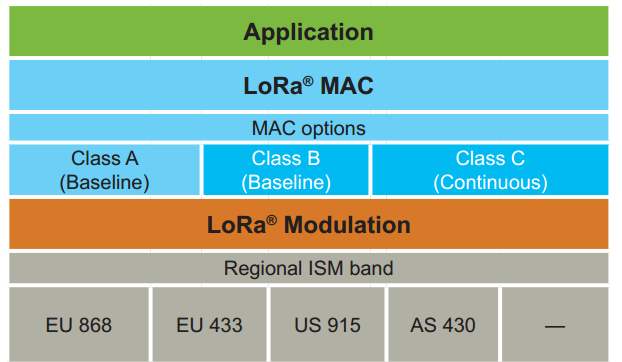 Application
LoRa® MAC
MAC options
Class A
(Baseline)
Class B
(Baseline)
Class C
(Continuous)
LoRa® Modulation
Regional ISM band
EU 868
EU 433
US 915
AS 430
—